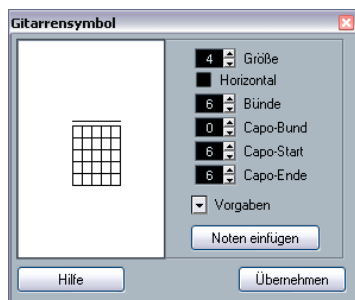 Gitarrensymbol
4 Größe
Horizontal
6 Bünde
0 Capo-Bund
6 Capo-Start
6 Capo-Ende
Vorgaben
Noten einfügen
Hilfe Übernehmen